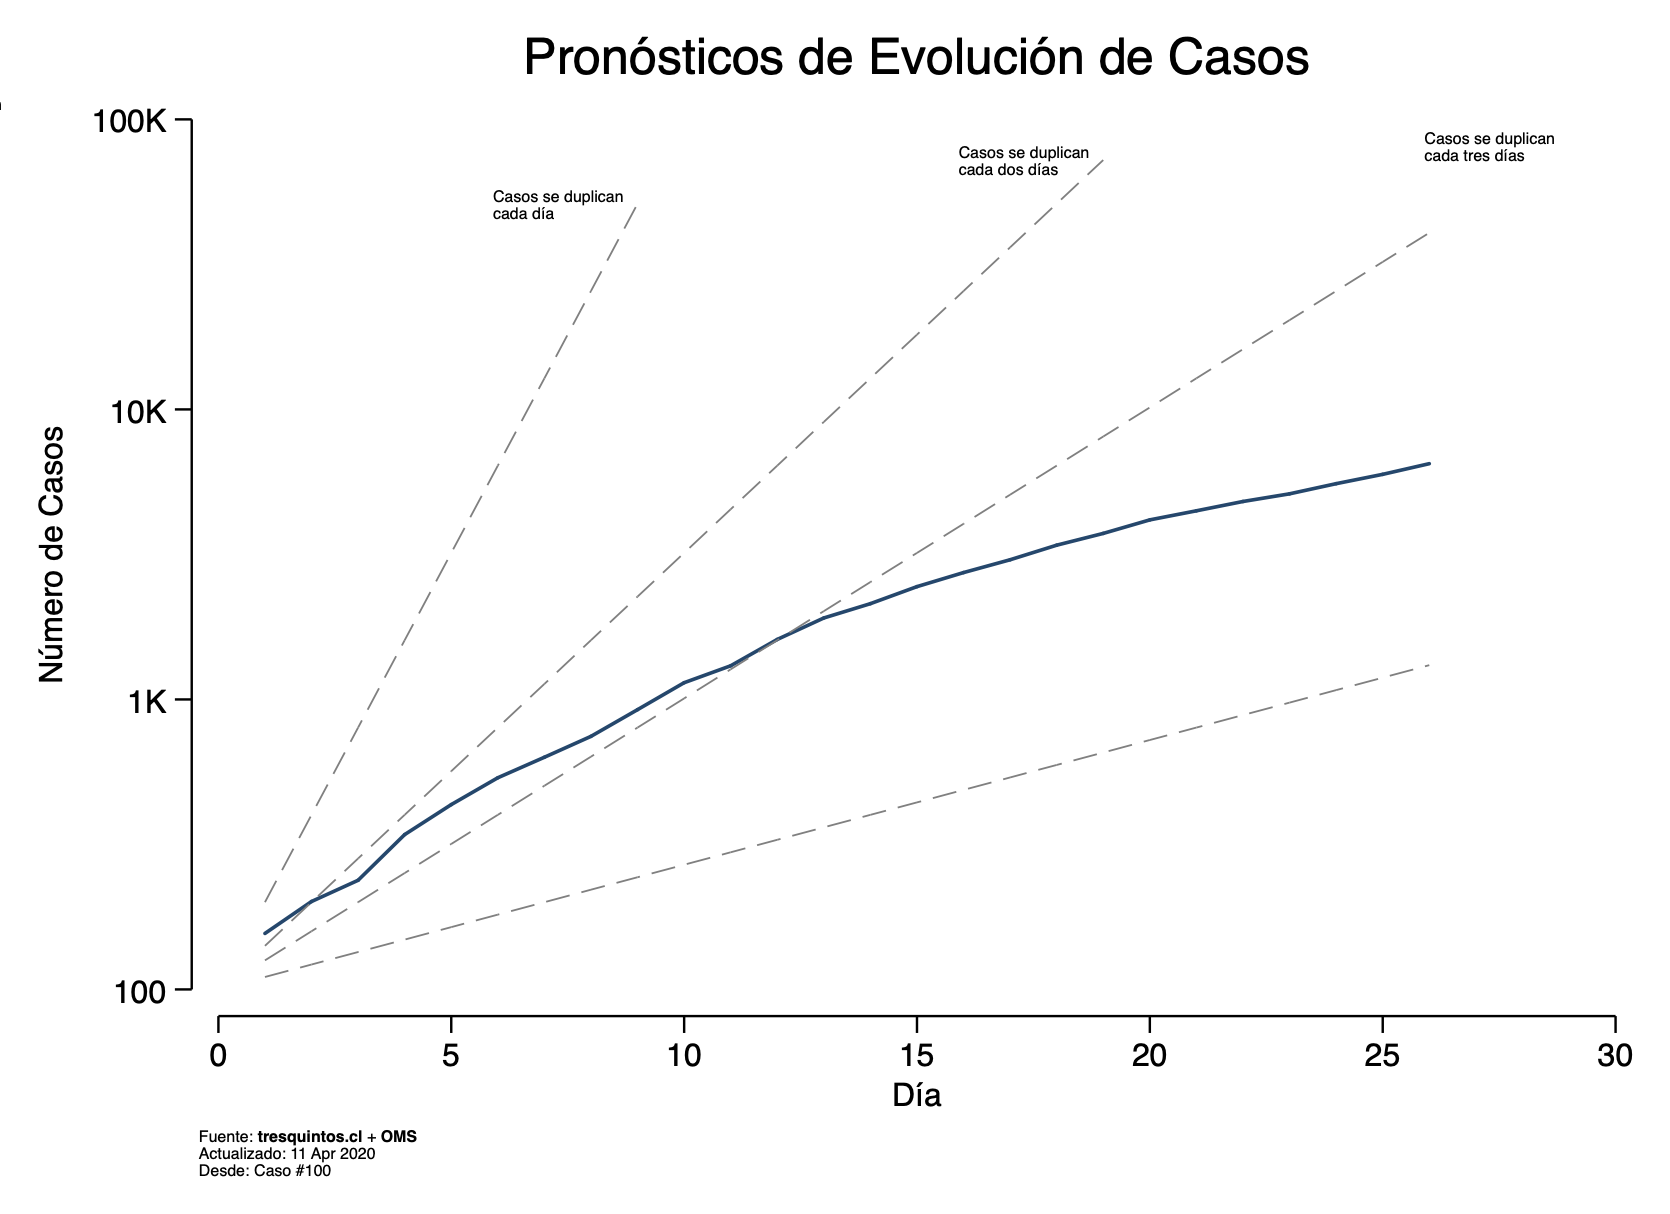 Pronósticos de Evolución de Casos
100K
10K
1K
100
Número de Casos
Casos se duplican
cada día
Casos se duplican
cada dos días
Casos se duplican
cada tres días
0 5 10 15 20 25 30
Día
Fuente: tresquintos.cl + OMS
Actualizado: 11 Apr 2020
Desde: Caso #100